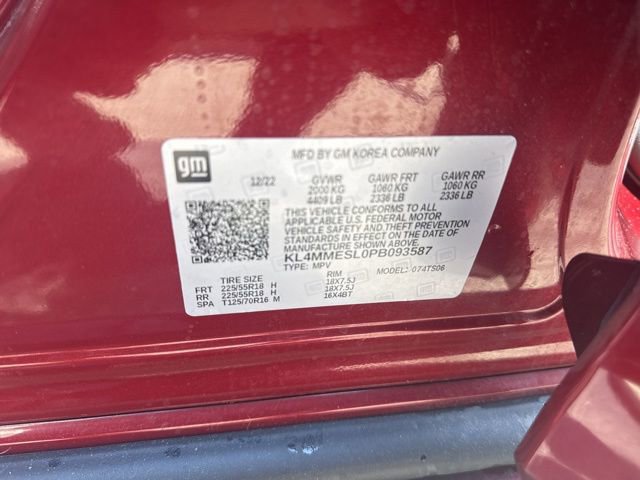 gm
MFD BY GM KOREA COMPANY
12/22 GVWR GAWR FRT GAWR RR
2000 KG 1060 KG 1060 KG
4409 LB 2336 LB 2336 LB
THIS VEHICLE CONFORMS TO ALL
APPLICABLE U.S. FEDERAL MOTOR
VEHICLE SAFETY AND THEFT PREVENTION
STANDARDS IN EFFECT ON THE DATE OF
MANUFACTURE SHOWN ABOVE.
KL4MMESL0PB093587
TYPE: MPV MODEL: 074TS06
TIRE SIZE RIM
FRT 225/55R18 H 18X7.5J
RR 225/55R18 H 18X7.5J
SPA T125/70R16 M 16X4BT